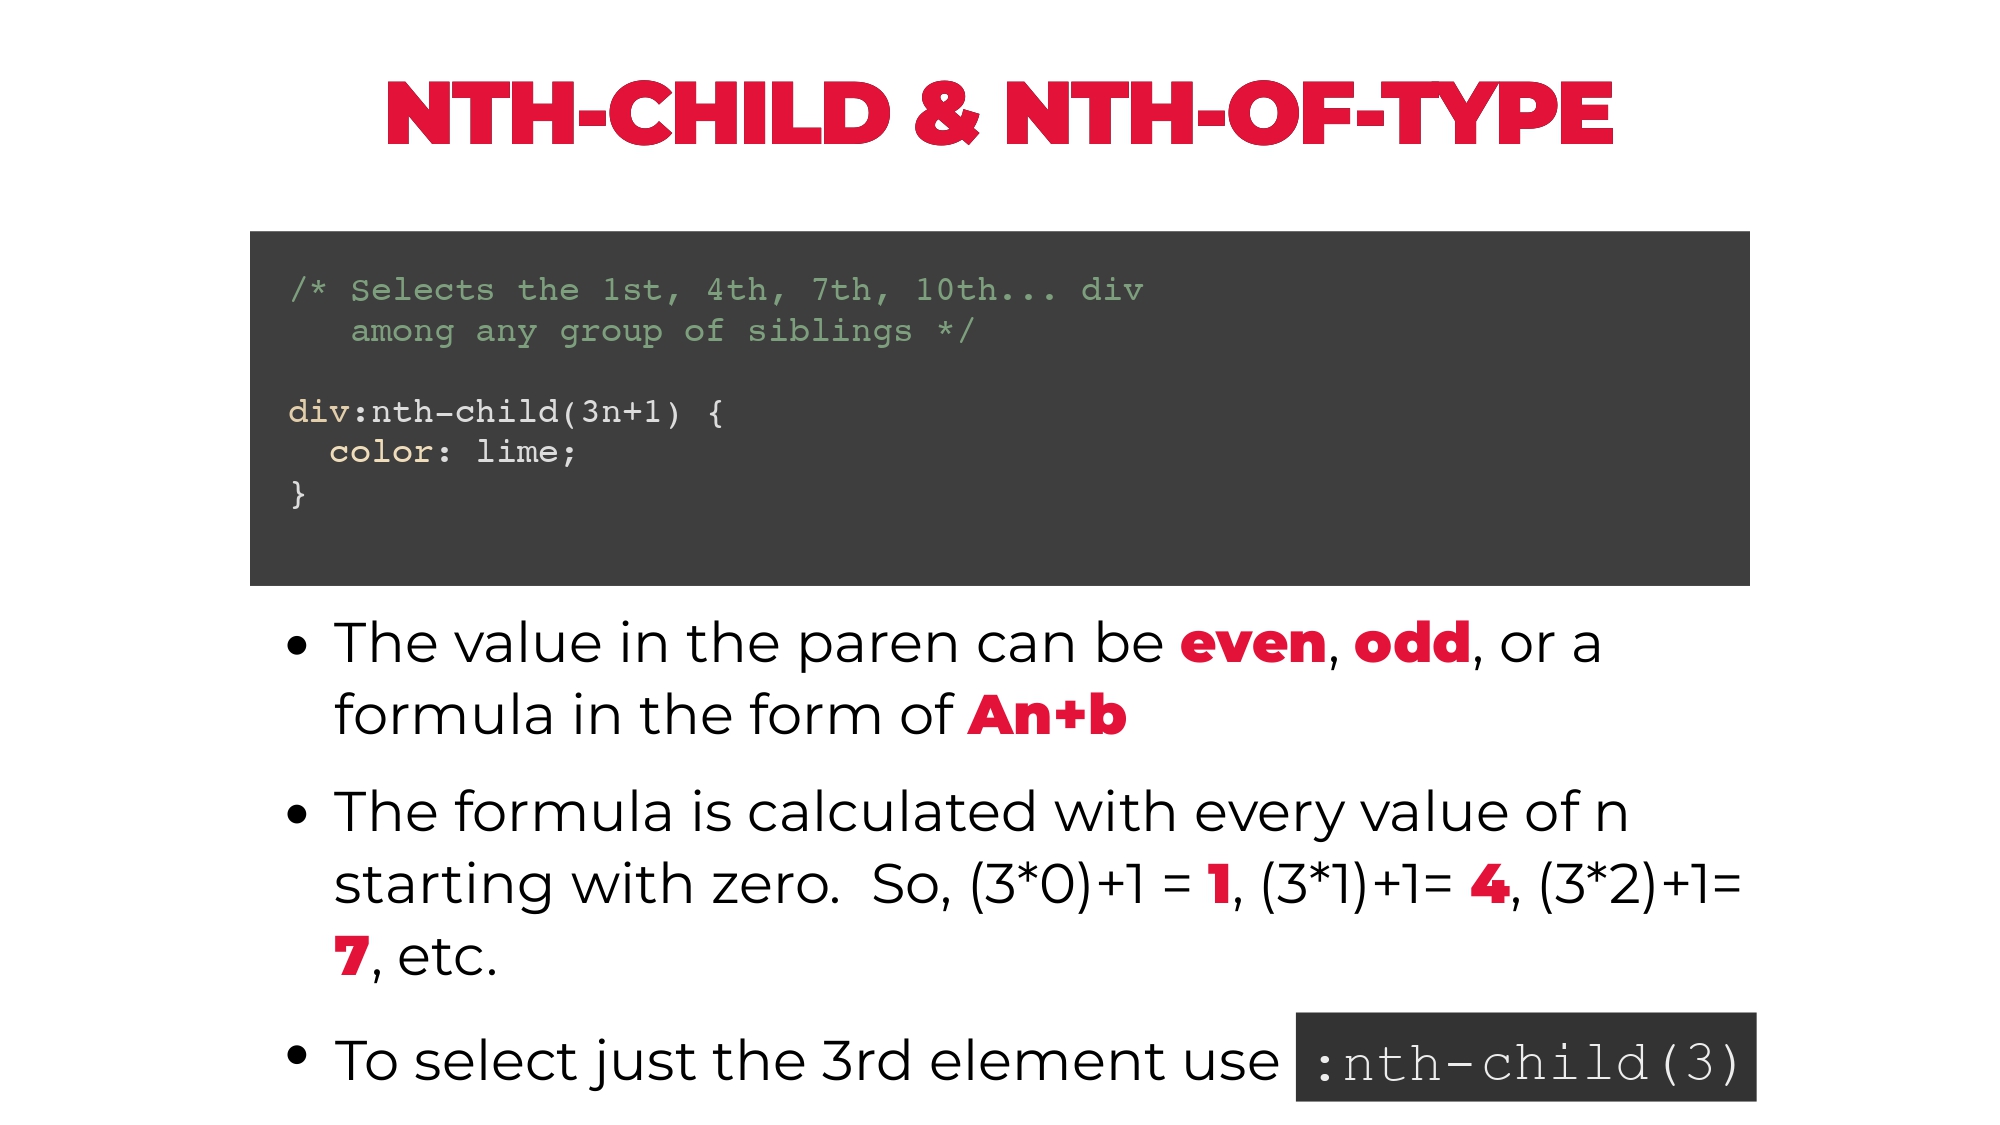 NTH-CHILD & NTH-OF-TYPE
/* Selects the 1st, 4th, 7th, 10th... div
   among any group of siblings */
div:nth-child(3n+1) {
  color: lime;
}
• The value in the paren can be even, odd, or a
formula in the form of An+b
• The formula is calculated with every value of n
starting with zero.  So, (3*0)+1 = 1, (3*1)+1= 4, (3*2)+1=
7, etc.
• To select just the 3rd element use :nth-child(3)